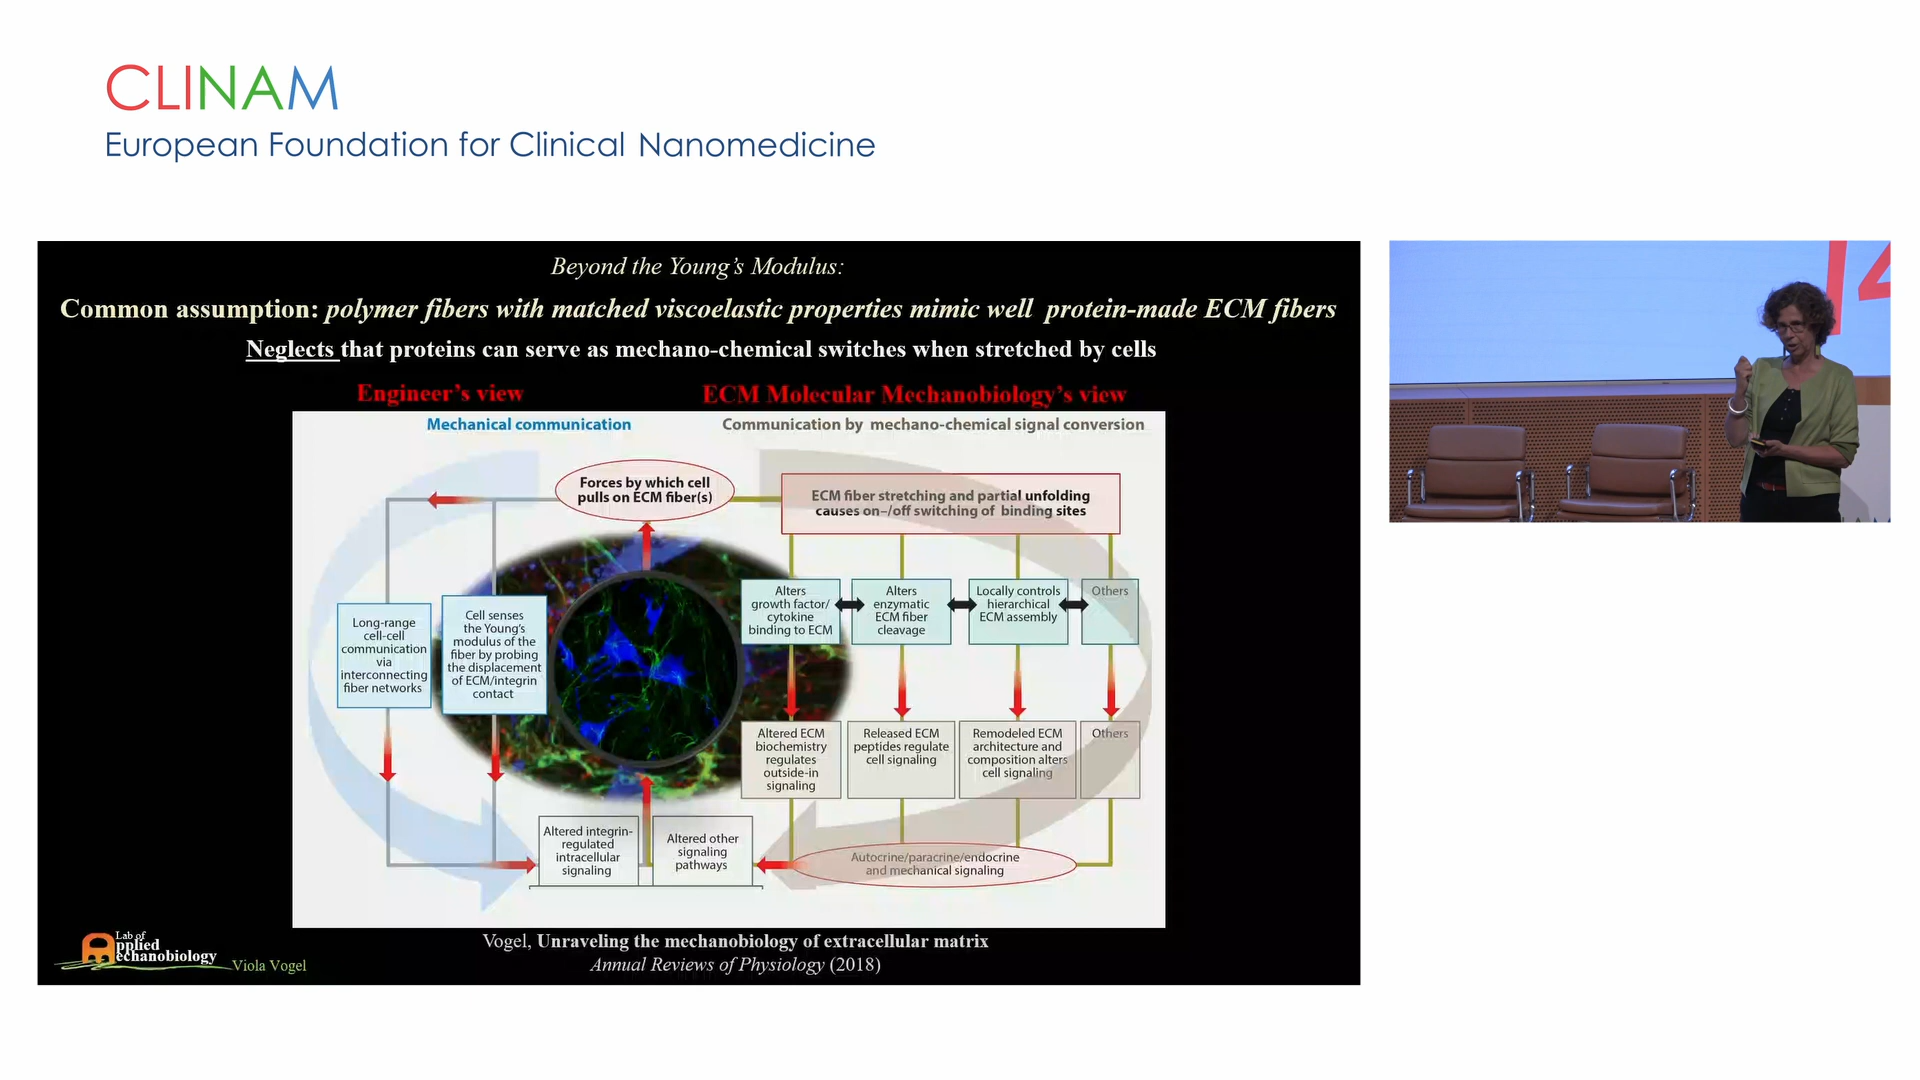 CLINAM
European Foundation for Clinical Nanomedicine
Beyond the Young's Modulus:
Common assumption: polymer fibers with matched viscoelastic properties mimic well protein-made ECM fibers
Neglects that proteins can serve as mechano-chemical switches when stretched by cells
Engineer's view
ECM Molecular Mechanobiology's view
Mechanical communication
Communication by mechano-chemical signal conversion
Forces by which cell
pulls on ECM fiber(s)
ECM fiber stretching and partial unfolding
causes on-/off switching of binding sites
Long-range
cell-cell
communication
via
interconnecting
fiber networks
Cell senses
the Young's
modulus of the
fiber by probing
the displacement
of ECM/integrin
contact
Alters
growth factor/
cytokine
binding to ECM
Alters
enzymatic
ECM fiber
cleavage
Locally controls
hierarchical
ECM assembly
Others
Altered ECM
biochemistry
regulates
outside-in
signaling
Released ECM
peptides regulate
cell signaling
Remodeled ECM
architecture and
composition alters
cell signaling
Others
Altered integrin-
regulated
intracellular
signaling
Altered other
signaling
pathways
Autocrine/paracrine/endocrine
and mechanical signaling
Lab of
Applied
Mechanobiology
Viola Vogel
Vogel, Unraveling the mechanobiology of extracellular matrix
Annual Reviews of Physiology (2018)
14